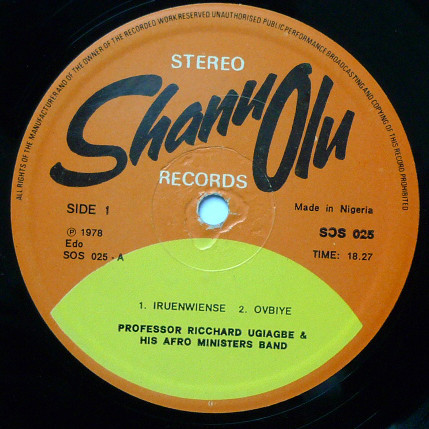 ALL RIGHTS OF THE MANUFACTURER AND OF THE OWNER OF THE RECORDED WORK RESERVED UNAUTHORISED PUBLIC PERFORMANCE BROADCASTING AND COPYING OF THIS RECORD PROHIBITED
STEREO
Shanu Olu
RECORDS
SIDE 1
Made in Nigeria
℗ 1978
SOS 025
Edo
SOS 025 - A
TIME: 18.27
1. IRUENWIENSE 2. OVBIYE
PROFESSOR RICCHARD UGIAGBE &
HIS AFRO MINISTERS BAND